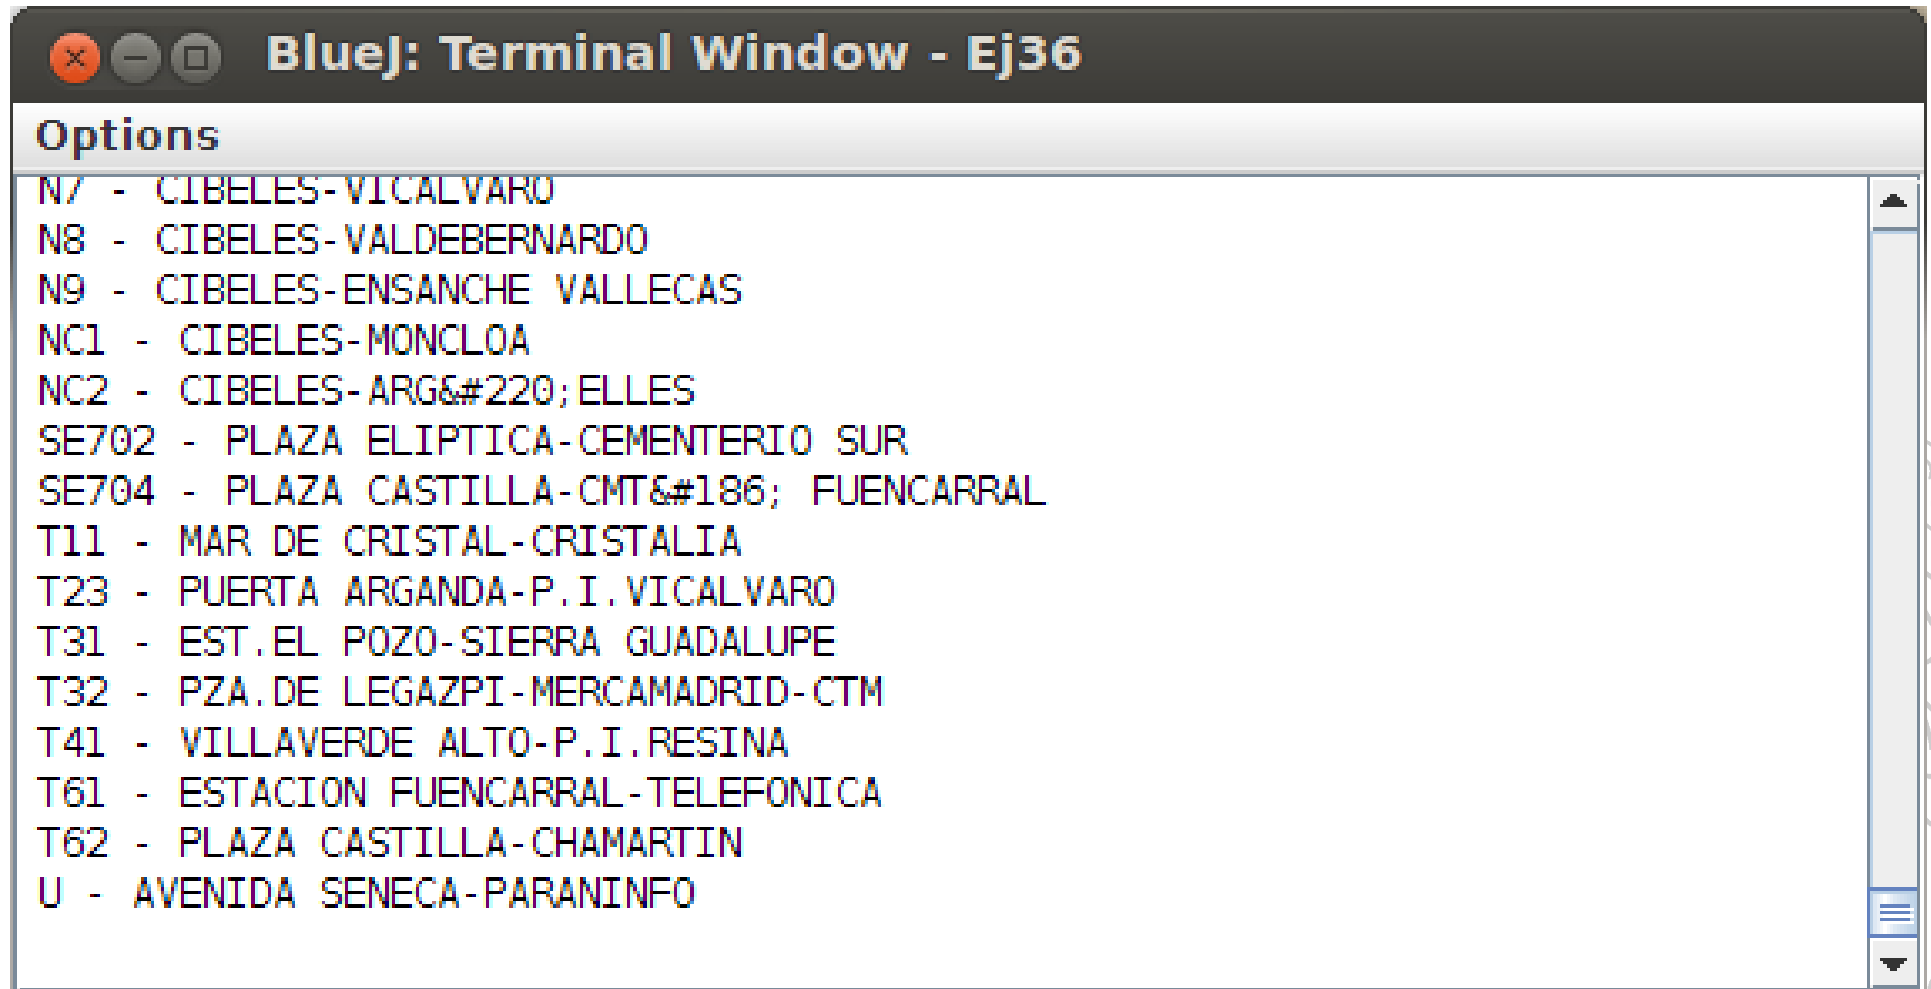 BlueJ: Terminal Window - Ej36
Options
N7 - CIBELES-VICALVARO
N8 - CIBELES-VALDEBERNARDO
N9 - CIBELES-ENSANCHE VALLECAS
NC1 - CIBELES-MONCLOA
NC2 - CIBELES-ARG&#220;ELLES
SE702 - PLAZA ELIPTICA-CEMENTERIO SUR
SE704 - PLAZA CASTILLA-CMT&#186; FUENCARRAL
T11 - MAR DE CRISTAL-CRISTALIA
T23 - PUERTA ARGANDA-P.I.VICALVARO
T31 - EST.EL POZO-SIERRA GUADALUPE
T32 - PZA.DE LEGAZPI-MERCAMADRID-CTM
T41 - VILLAVERDE ALTO-P.I.RESINA
T61 - ESTACION FUENCARRAL-TELEFONICA
T62 - PLAZA CASTILLA-CHAMARTIN
U - AVENIDA SENECA-PARANINFO